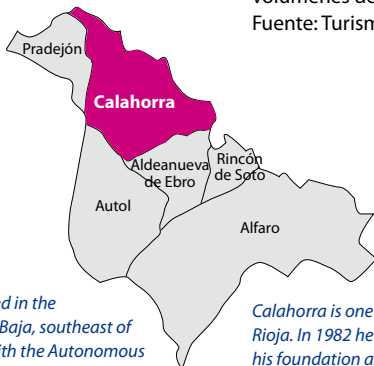 volúmenes de
Fuente: Turism
Pradejón
Calahorra
Aldeanueva
de Ebro
Rincón
de Soto
Autol
Alfaro
ed in the
Baja, southeast of
ith the Autonomous
Calahorra is one
Rioja. In 1982 he
his foundation a